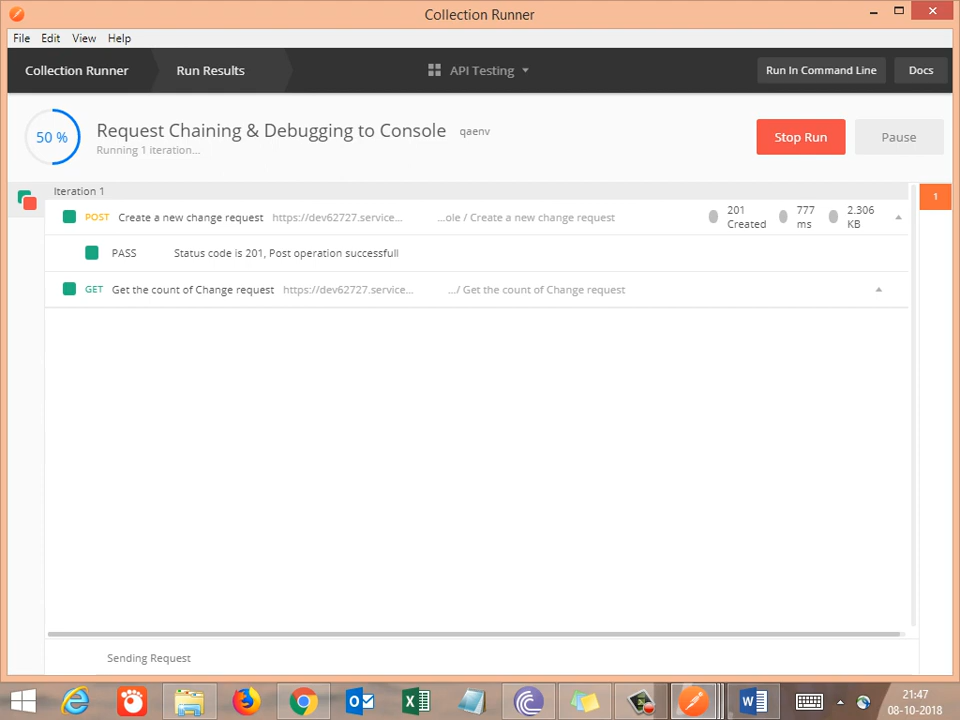 Collection Runner
File Edit View Help
Collection Runner Run Results API Testing Run In Command Line Docs
50 % Request Chaining & Debugging to Console qaenv Stop Run Pause
Running 1 iteration...
Iteration 1 1
POST Create a new change request https://dev62727.service... ...ole / Create a new change request 201 Created 777 ms 2.306 KB
PASS Status code is 201, Post operation successfull
GET Get the count of Change request https://dev62727.service... .../ Get the count of Change request
Sending Request
21:47
08-10-2018